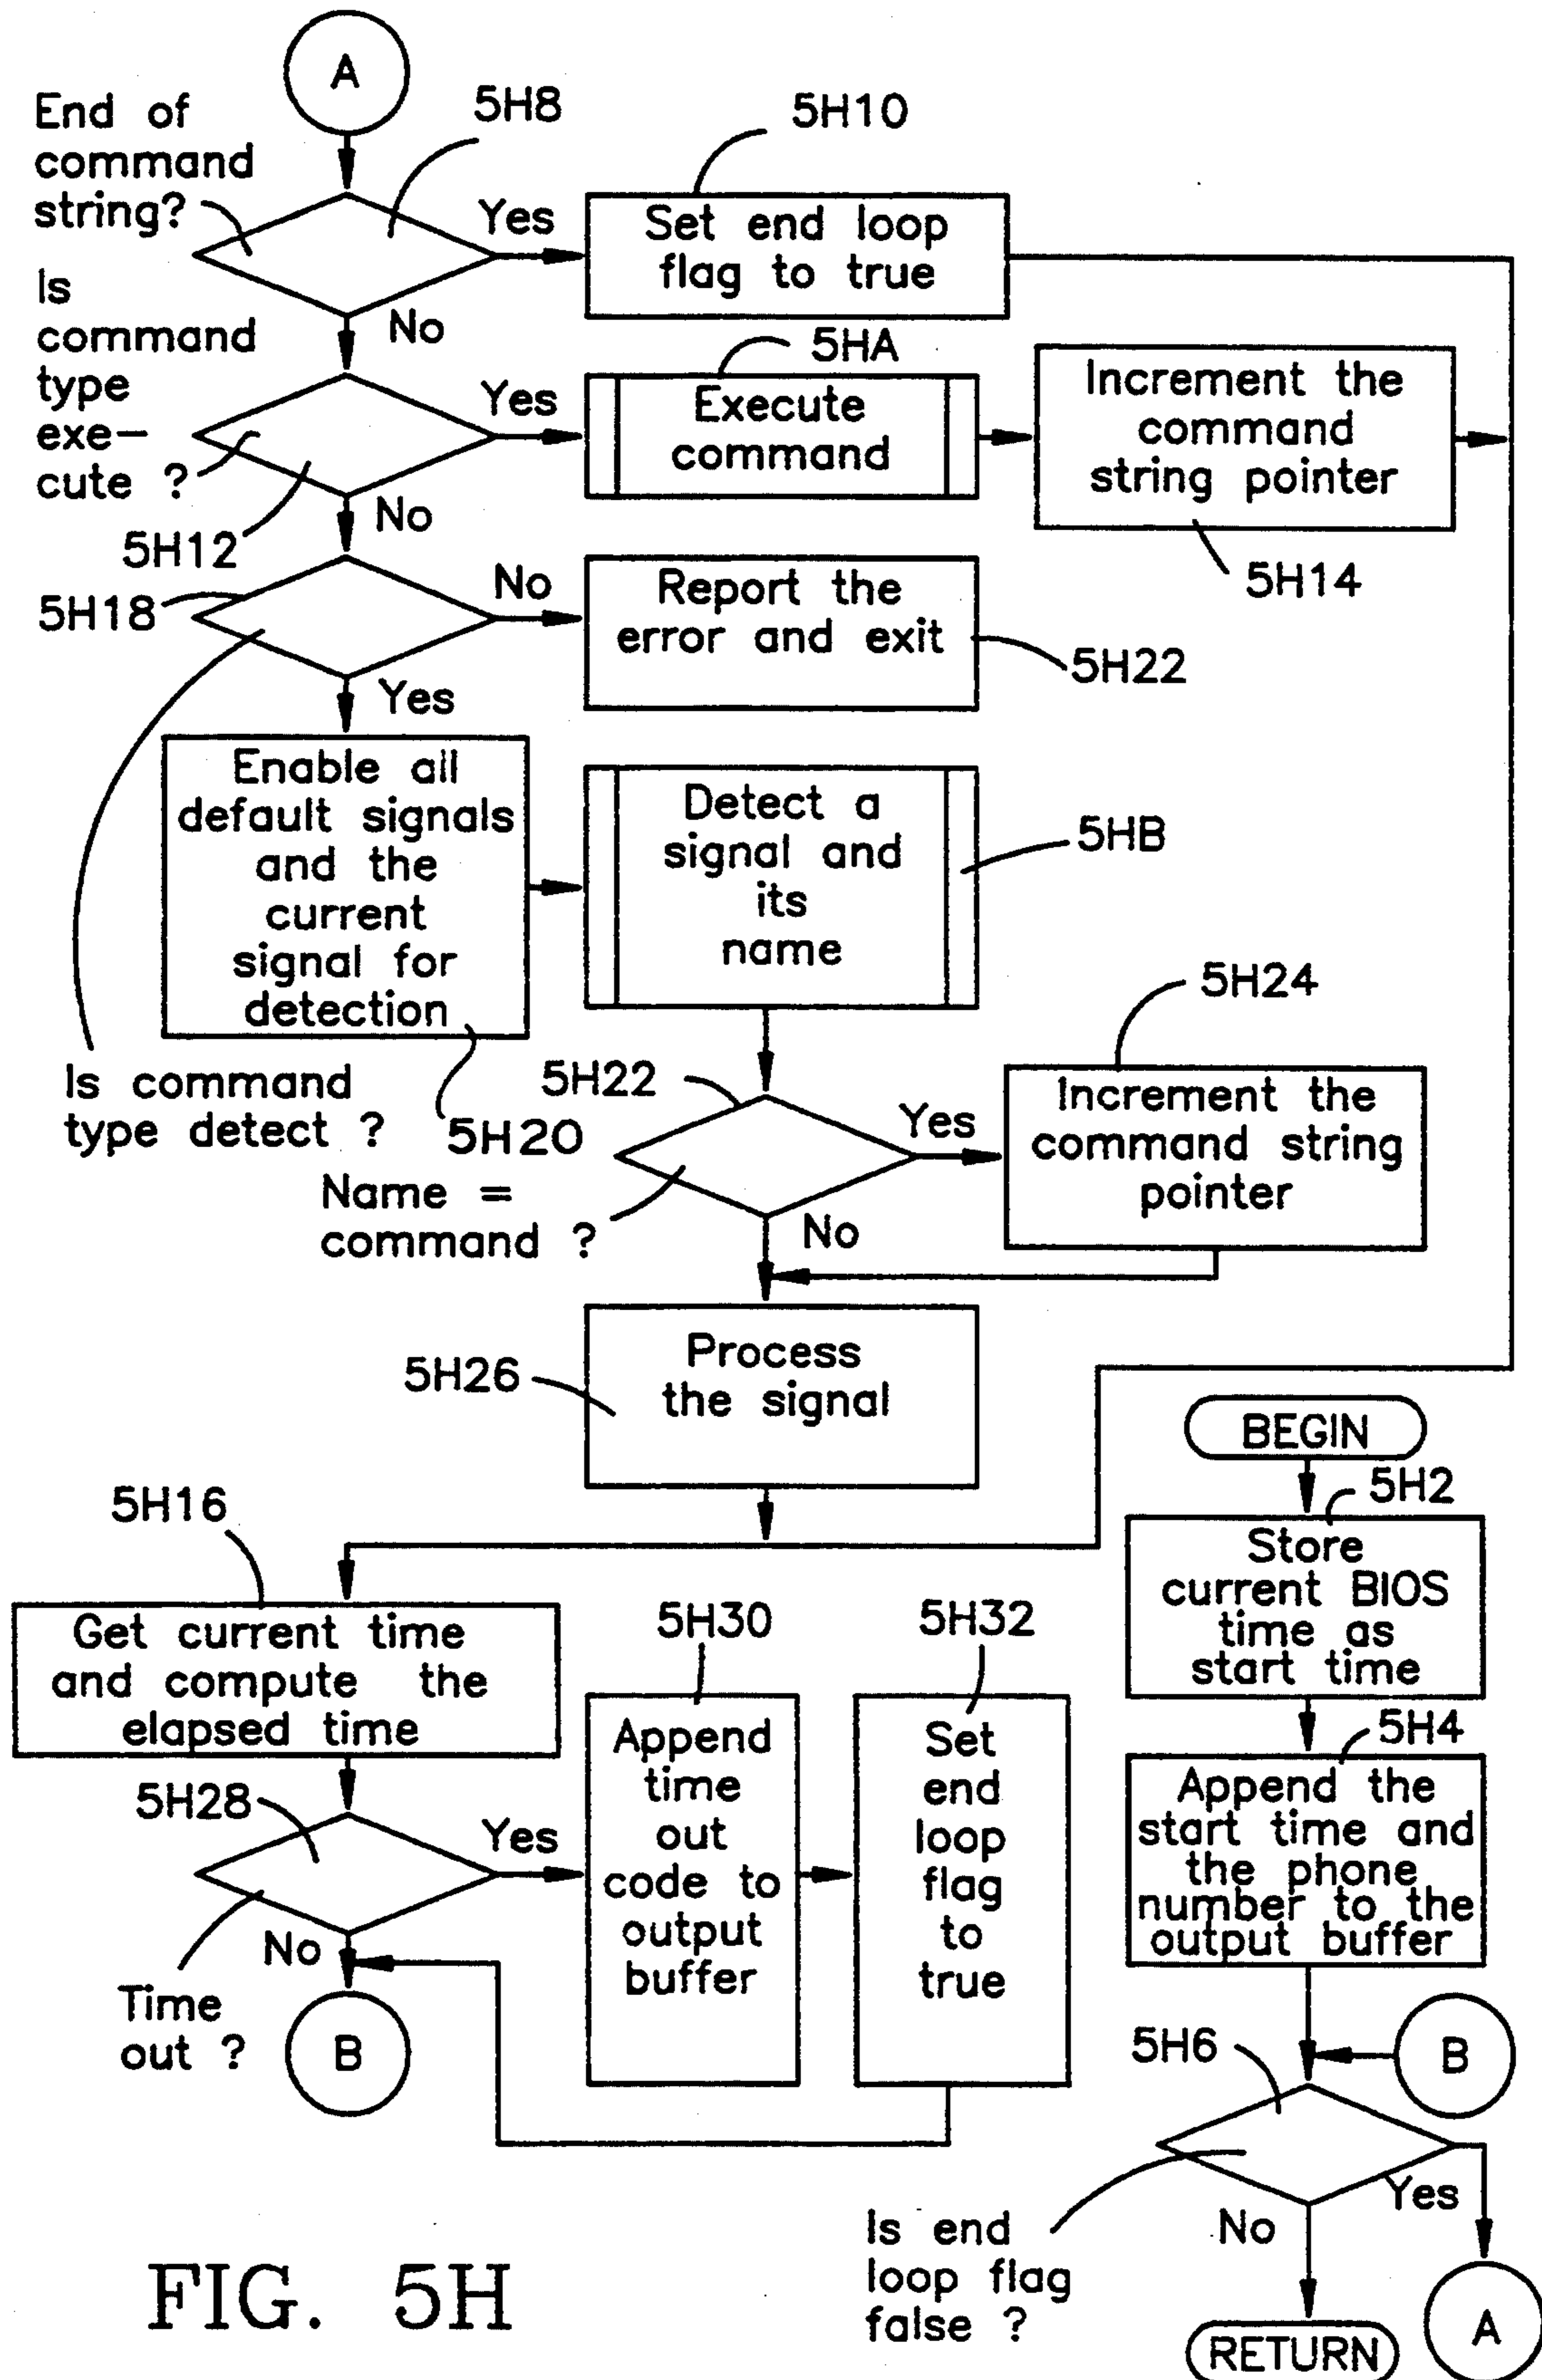 A
End of
command
string?
5H8
Yes
5H10
Set end loop
flag to true
No
Is
command
type
exe-
cute ?
5H12
Yes
5HA
Execute
command
Increment the
command
string pointer
5H14
No
5H18
No
Report the
error and exit
5H22
Yes
Enable all
default signals
and the
current
signal for
detection
Detect a
signal and
its
name
5HB
Is command
type detect ?
5H20
5H22
Name =
command ?
Yes
5H24
Increment the
command string
pointer
No
5H26
Process
the signal
5H16
Get current time
and compute the
elapsed time
5H28
Yes
Time
out ?
No
B
5H30
Append
time
out
code to
output
buffer
5H32
Set
end
loop
flag
to
true
BEGIN
5H2
Store
current BIOS
time as
start time
5H4
Append the
start time and
the phone
number to the
output buffer
B
5H6
Is end
loop flag
false ?
Yes
No
RETURN
A
FIG. 5H